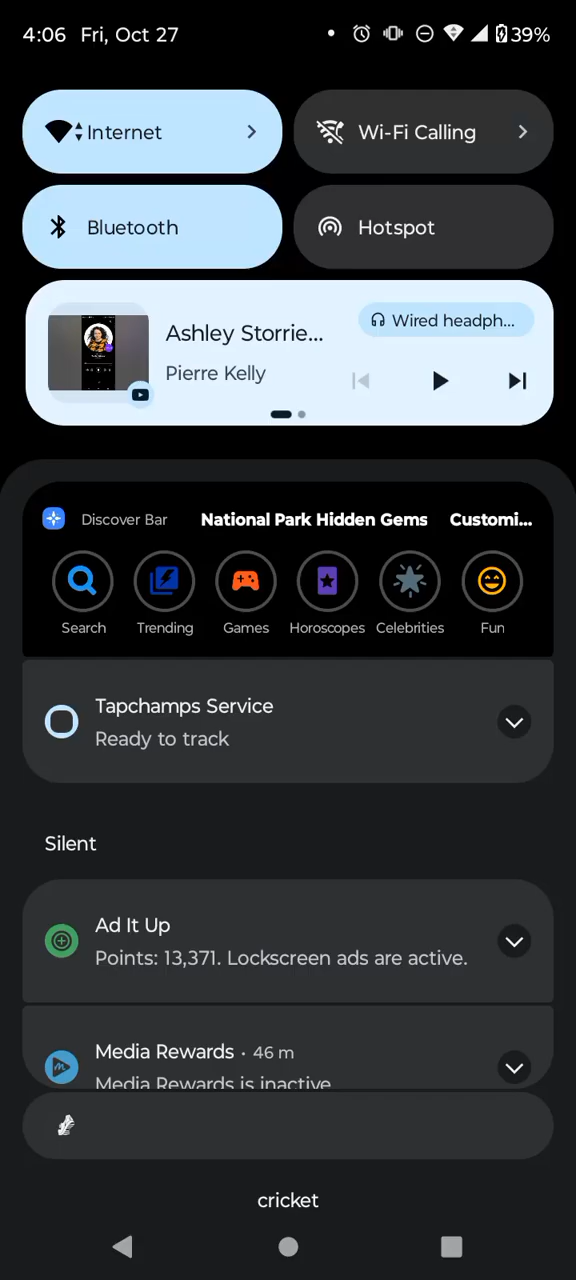 4:06 Fri, Oct 27
39%
Internet
Wi-Fi Calling
Bluetooth
Hotspot
Ashley Storrie...
Wired headph...
Pierre Kelly
Discover Bar
National Park Hidden Gems
Customi...
Search
Trending
Games
Horoscopes
Celebrities
Fun
Tapchamps Service
Ready to track
Silent
Ad It Up
Points: 13,371. Lockscreen ads are active.
Media Rewards · 46 m
Media Rewards is inactive
cricket